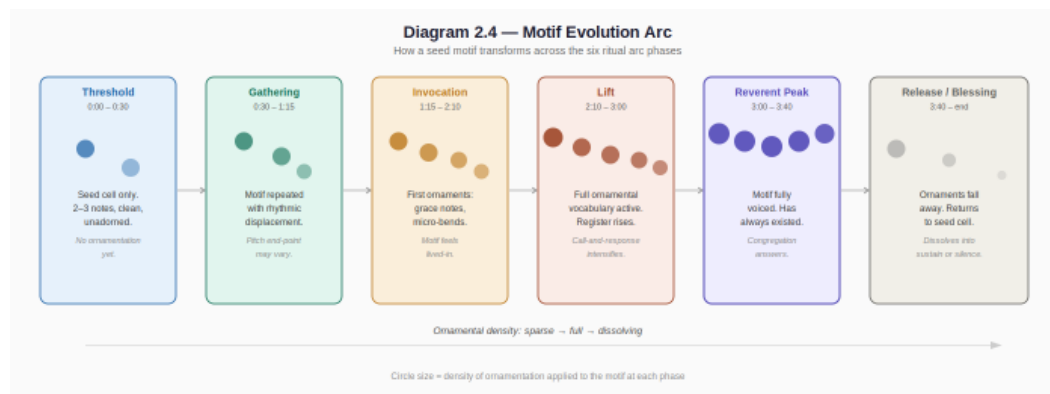 Diagram 2.4 — Motif Evolution Arc
How a seed motif transforms across the six ritual arc phases
Threshold
0:00 – 0:30
Seed cell only.
2–3 notes, clean,
unadorned.
No ornamentation
yet.
Gathering
0:30 – 1:15
Motif repeated
with rhythmic
displacement.
Pitch end-point
may vary.
Invocation
1:15 – 2:10
First ornaments:
grace notes,
micro-bends.
Motif feels
lived-in.
Lift
2:10 – 3:00
Full ornamental
vocabulary active.
Register rises.
Call-and-response
intensifies.
Reverent Peak
3:00 – 3:40
Motif fully
voiced. Has
always existed.
Congregation
answers.
Release / Blessing
3:40 – end
Ornaments fall
away. Returns
to seed cell.
Dissolves into
sustain or silence.
Ornamental density: sparse → full → dissolving
Circle size = density of ornamentation applied to the motif at each phase